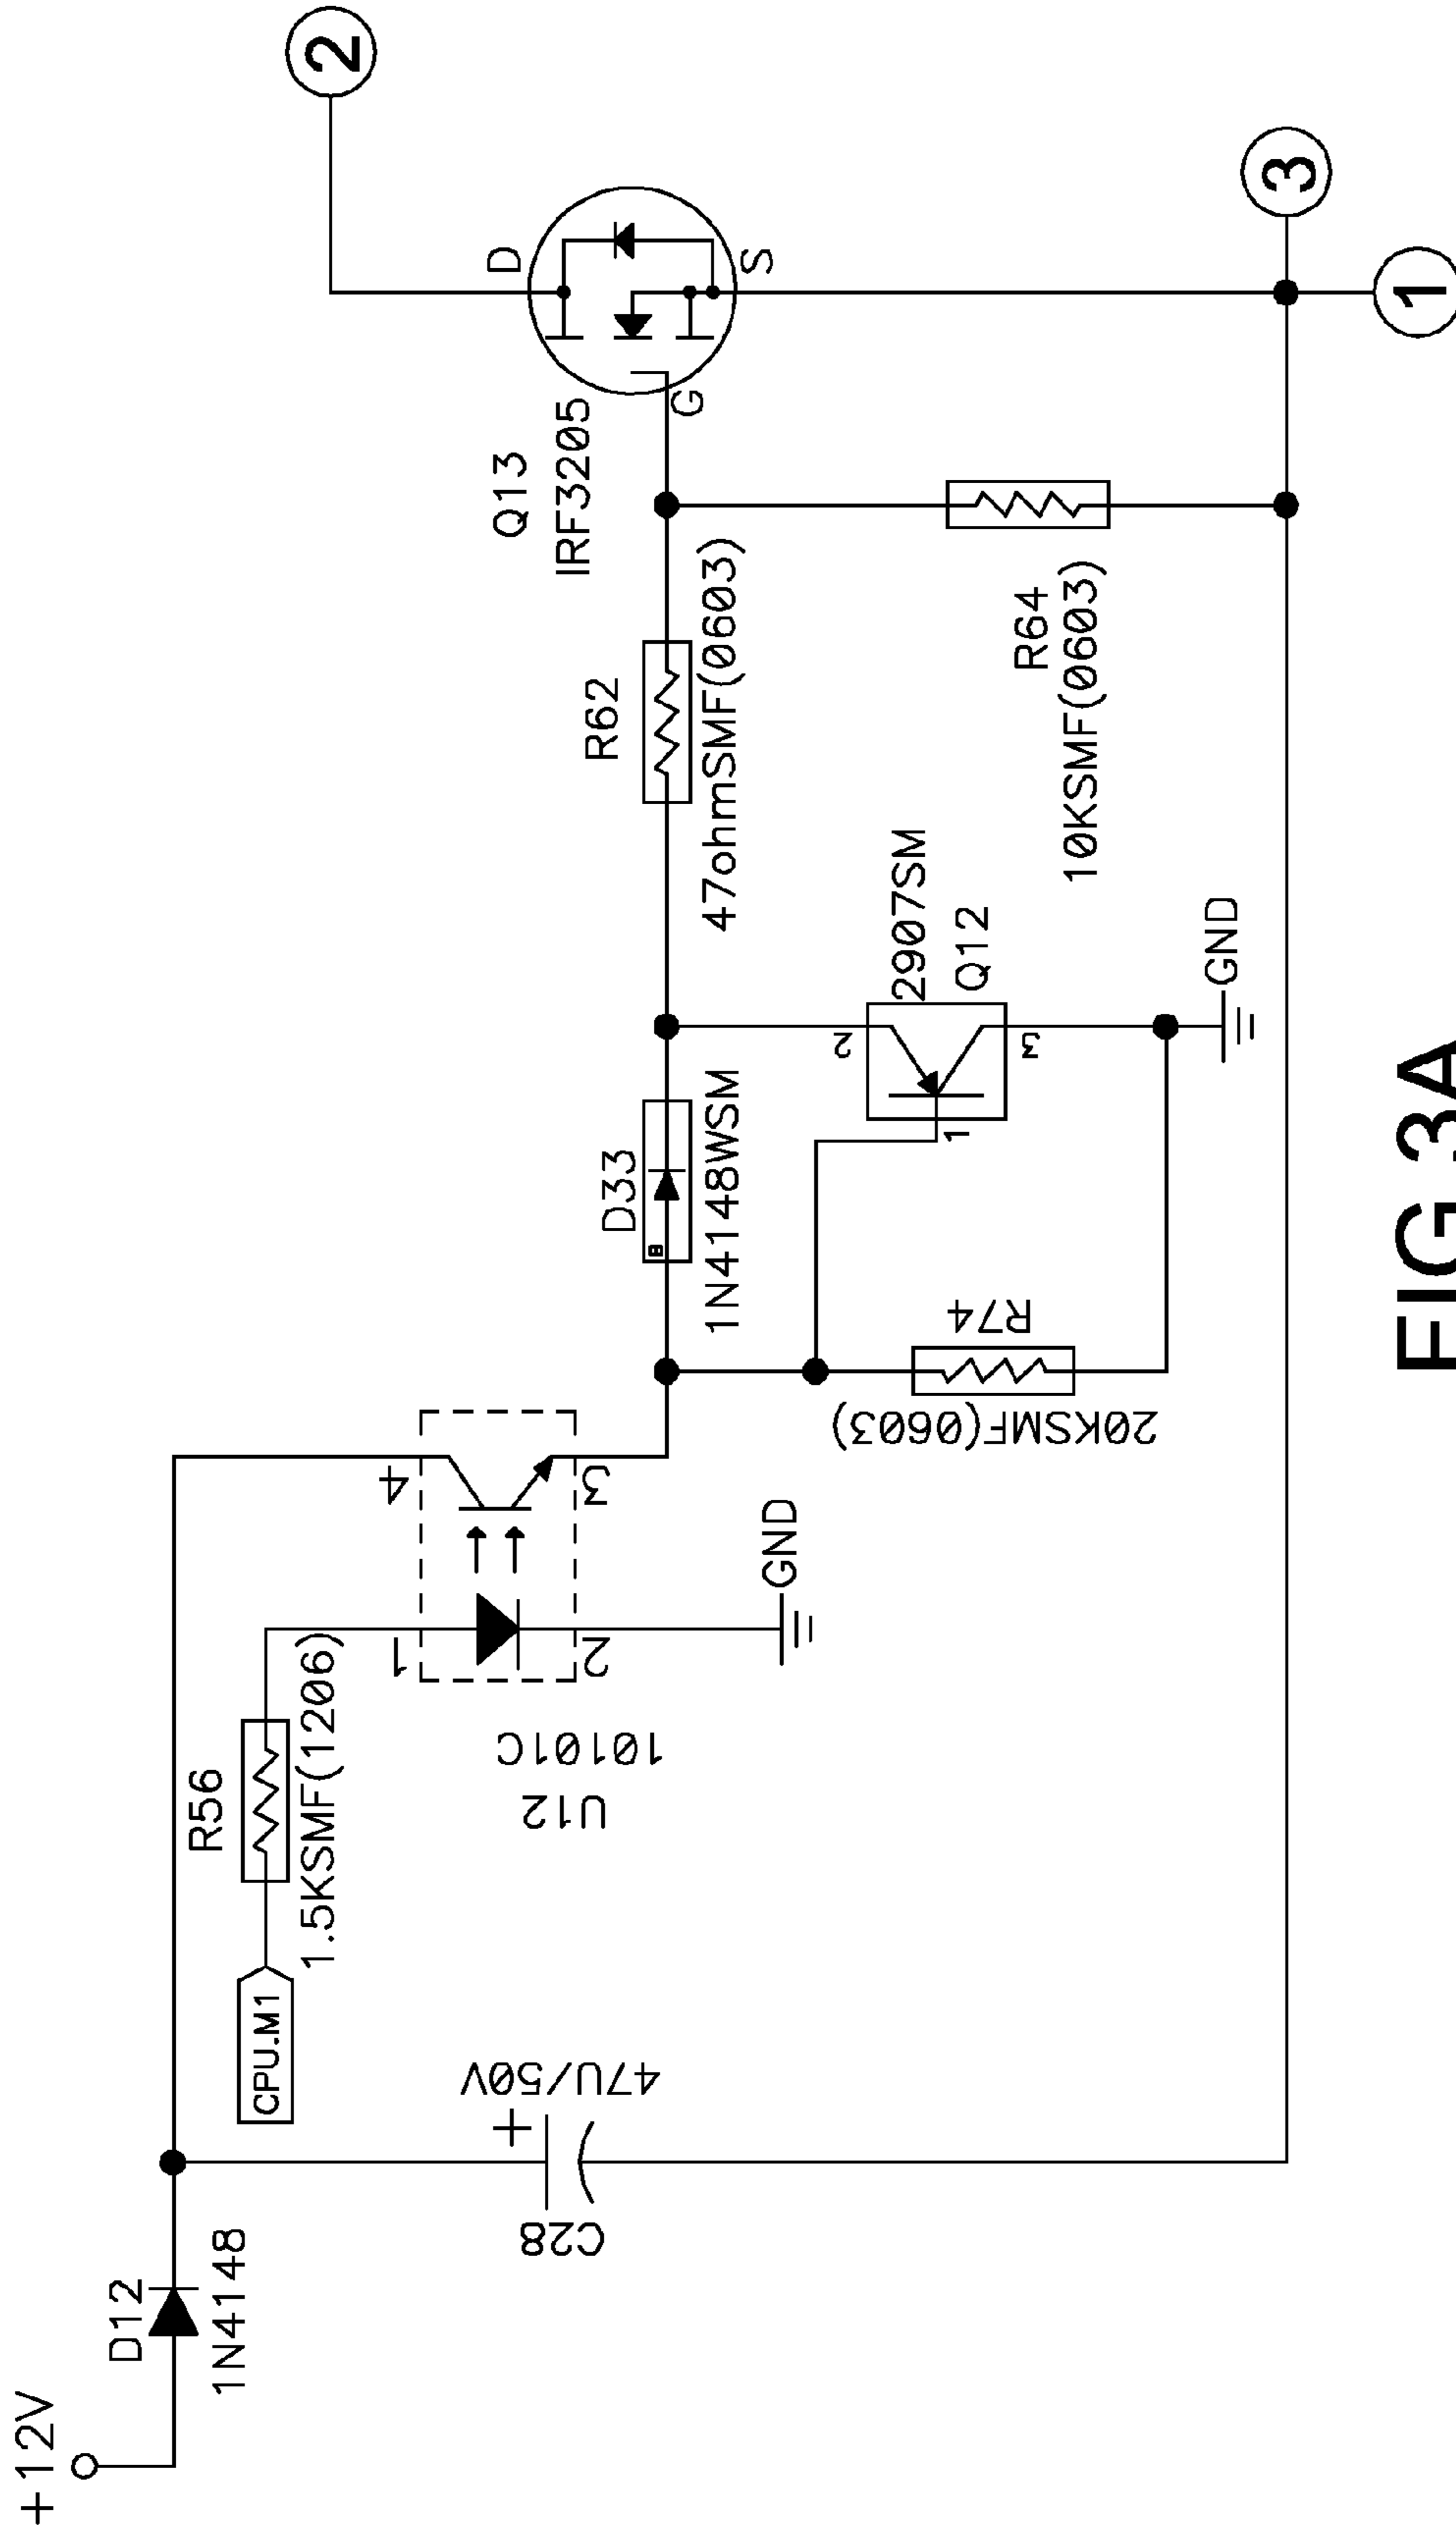 +12V
D12
1N4148
C28
47U/50V
+
CPU.M1
R56
1.5KSMF(1206)
U12
10101C
1
2
4
3
GND
R74
20KSMF(0603)
D33
B
1N4148WSM
1
2
3
2907SM
Q12
GND
R62
47ohmSMF(0603)
R64
10KSMF(0603)
Q13
IRF3205
D
G
S
2
3
1
FIG.3A